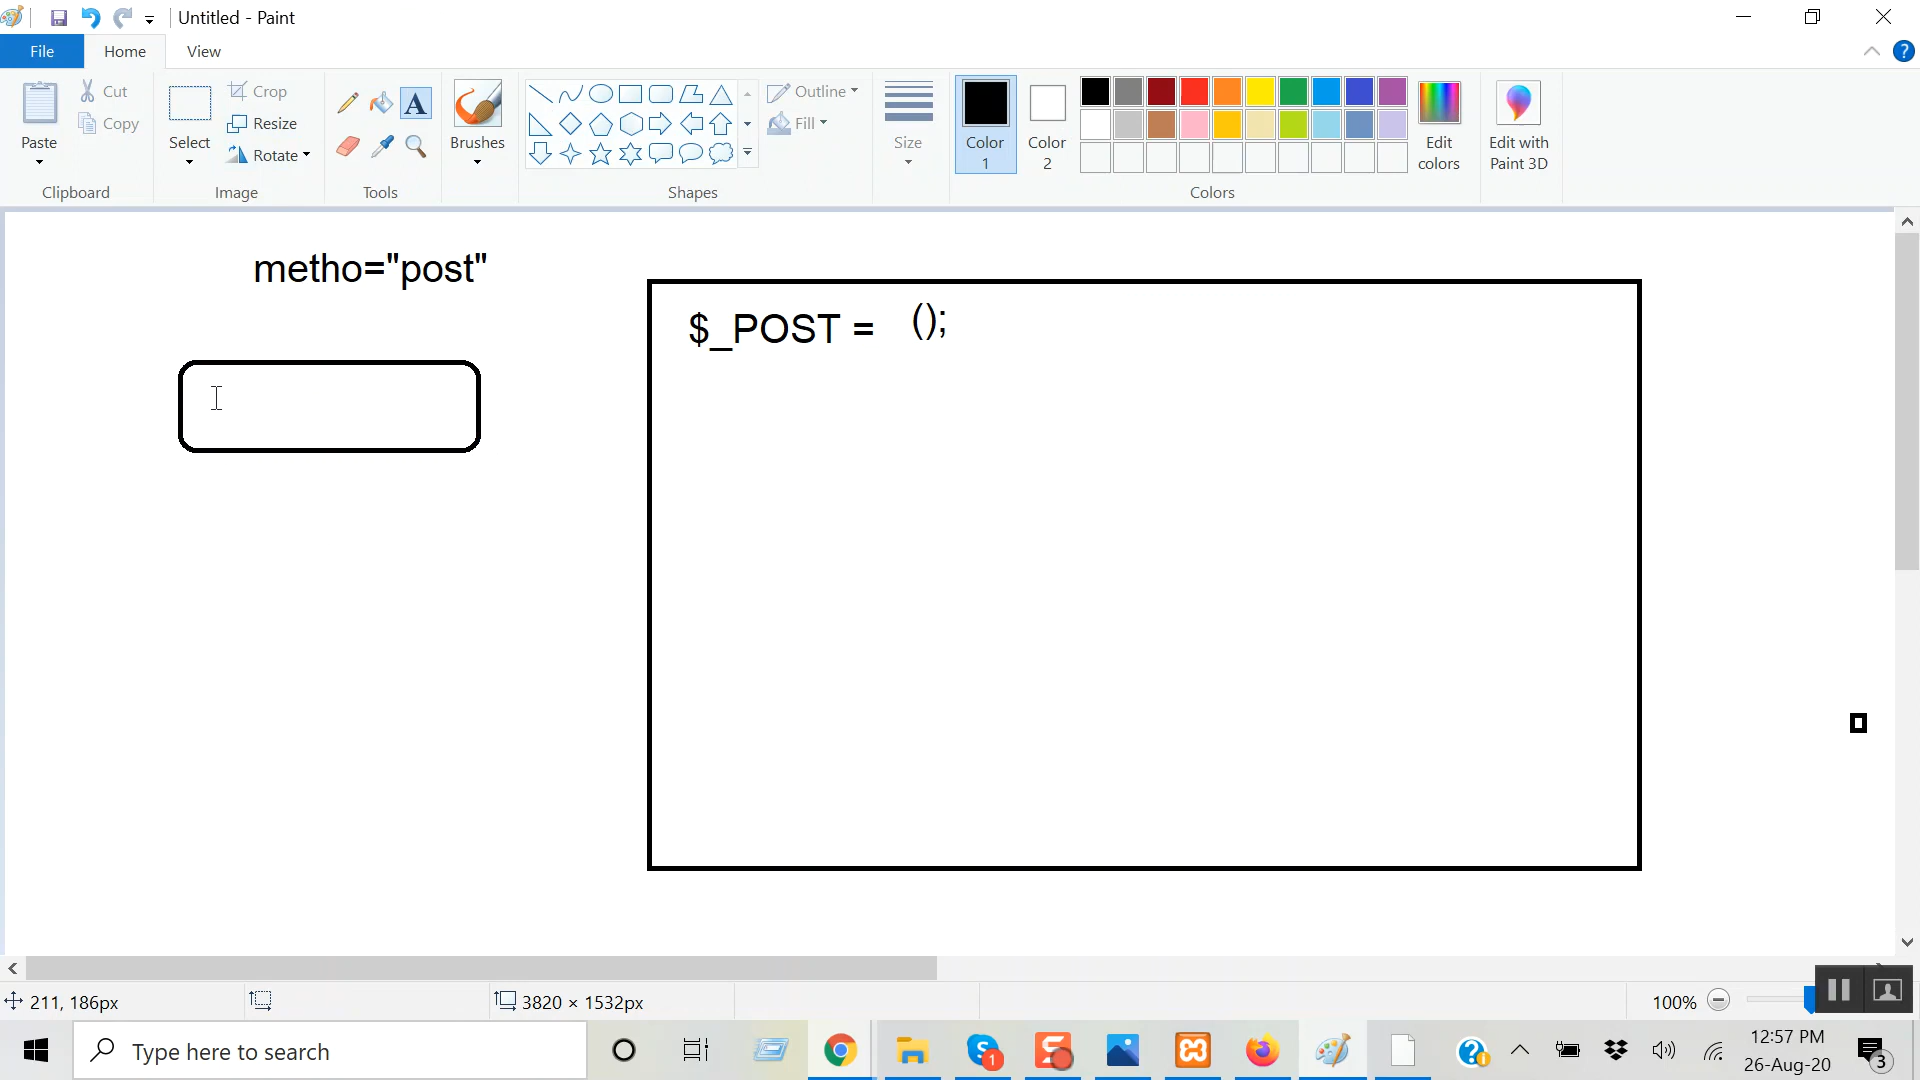 Untitled - Paint
File
Home
View
Paste
Cut
Copy
Clipboard
Select
Crop
Resize
Rotate
Image
A
Tools
Brushes
Shapes
Outline
Fill
Size
Color
1
Color
2
Edit
colors
Colors
Edit with
Paint 3D
?
metho="post"
$_POST = ();
211, 186px
3820 × 1532px
100%
Type here to search
1
12:57 PM
26-Aug-20
3